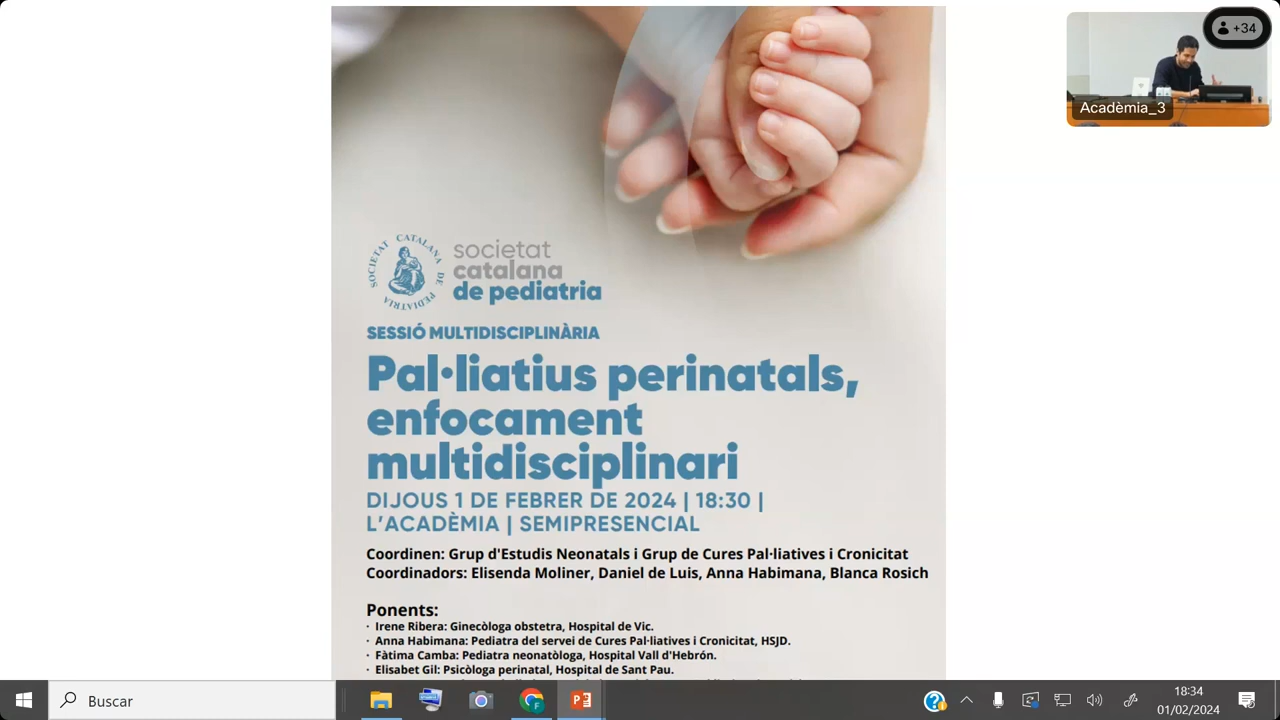 +34
Acadèmia_3
SOCIETAT CATALANA DE PEDIATRIA
societat
catalana
de pediatria
SESSIÓ MULTIDISCIPLINÀRIA
Pal·liatius perinatals,
enfocament
multidisciplinari
DIJOUS 1 DE FEBRER DE 2024 | 18:30 |
L'ACADÈMIA | SEMIPRESENCIAL
Coordinen: Grup d'Estudis Neonatals i Grup de Cures Pal·liatives i Cronicitat
Coordinadors: Elisenda Moliner, Daniel de Luis, Anna Habimana, Blanca Rosich
Ponents:
· Irene Ribera: Ginecòloga obstetra, Hospital de Vic.
· Anna Habimana: Pediatra del servei de Cures Pal·liatives i Cronicitat, HSJD.
· Fàtima Camba: Pediatra neonatòloga, Hospital Vall d'Hebrón.
· Elisabet Gil: Psicòloga perinatal, Hospital de Sant Pau.
Buscar
18:34
01/02/2024